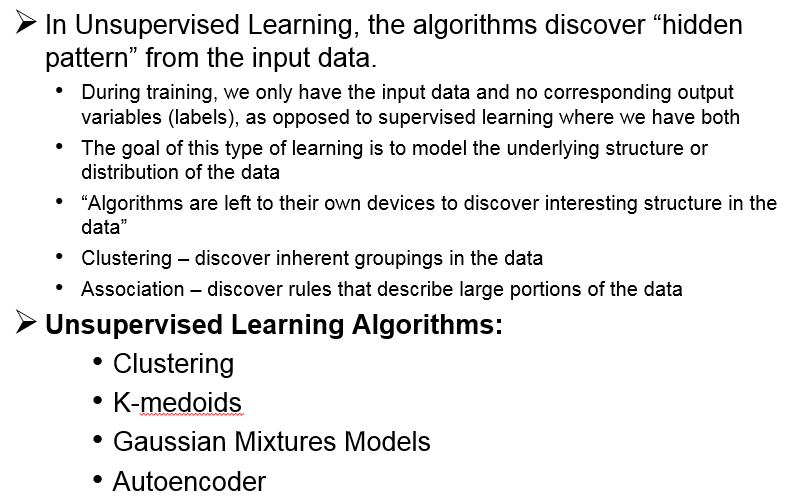 ➢ In Unsupervised Learning, the algorithms discover “hidden
pattern” from the input data.
• During training, we only have the input data and no corresponding output
variables (labels), as opposed to supervised learning where we have both
• The goal of this type of learning is to model the underlying structure or
distribution of the data
• “Algorithms are left to their own devices to discover interesting structure in the
data”
• Clustering – discover inherent groupings in the data
• Association – discover rules that describe large portions of the data
➢ Unsupervised Learning Algorithms:
• Clustering
• K-medoids
• Gaussian Mixtures Models
• Autoencoder